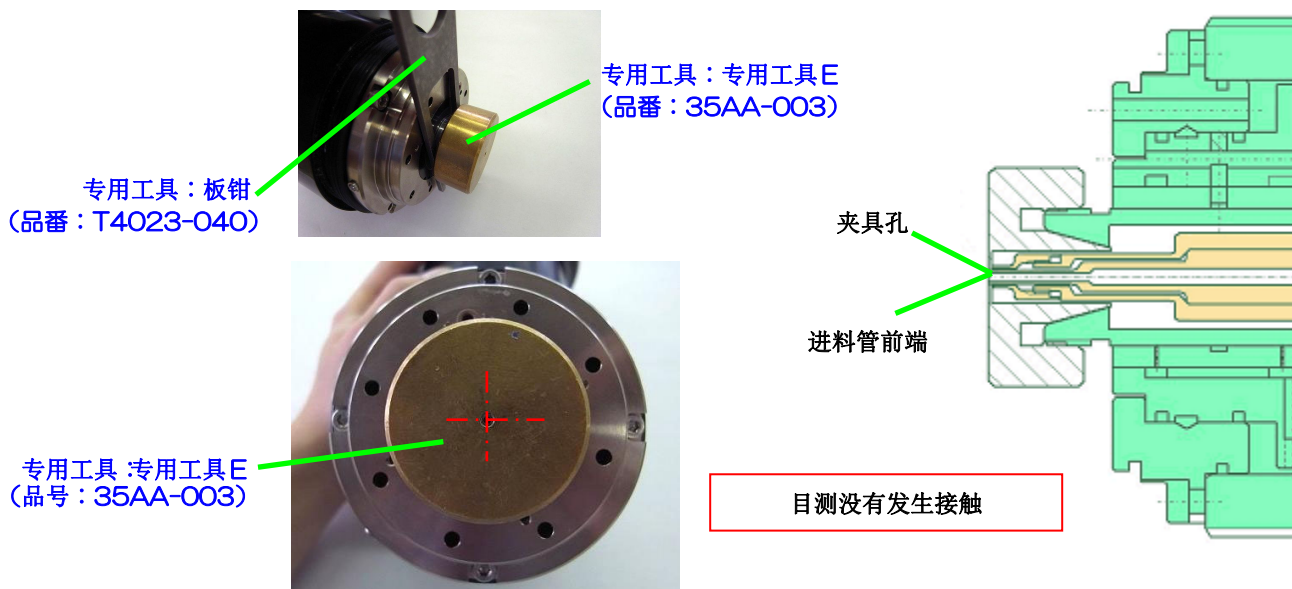 专用工具：专用工具E
（品番：35AA-003）
专用工具：板钳
（品番：T4023-040）
夹具孔
进料管前端
专用工具：专用工具E
（品号：35AA-003）
目测没有发生接触